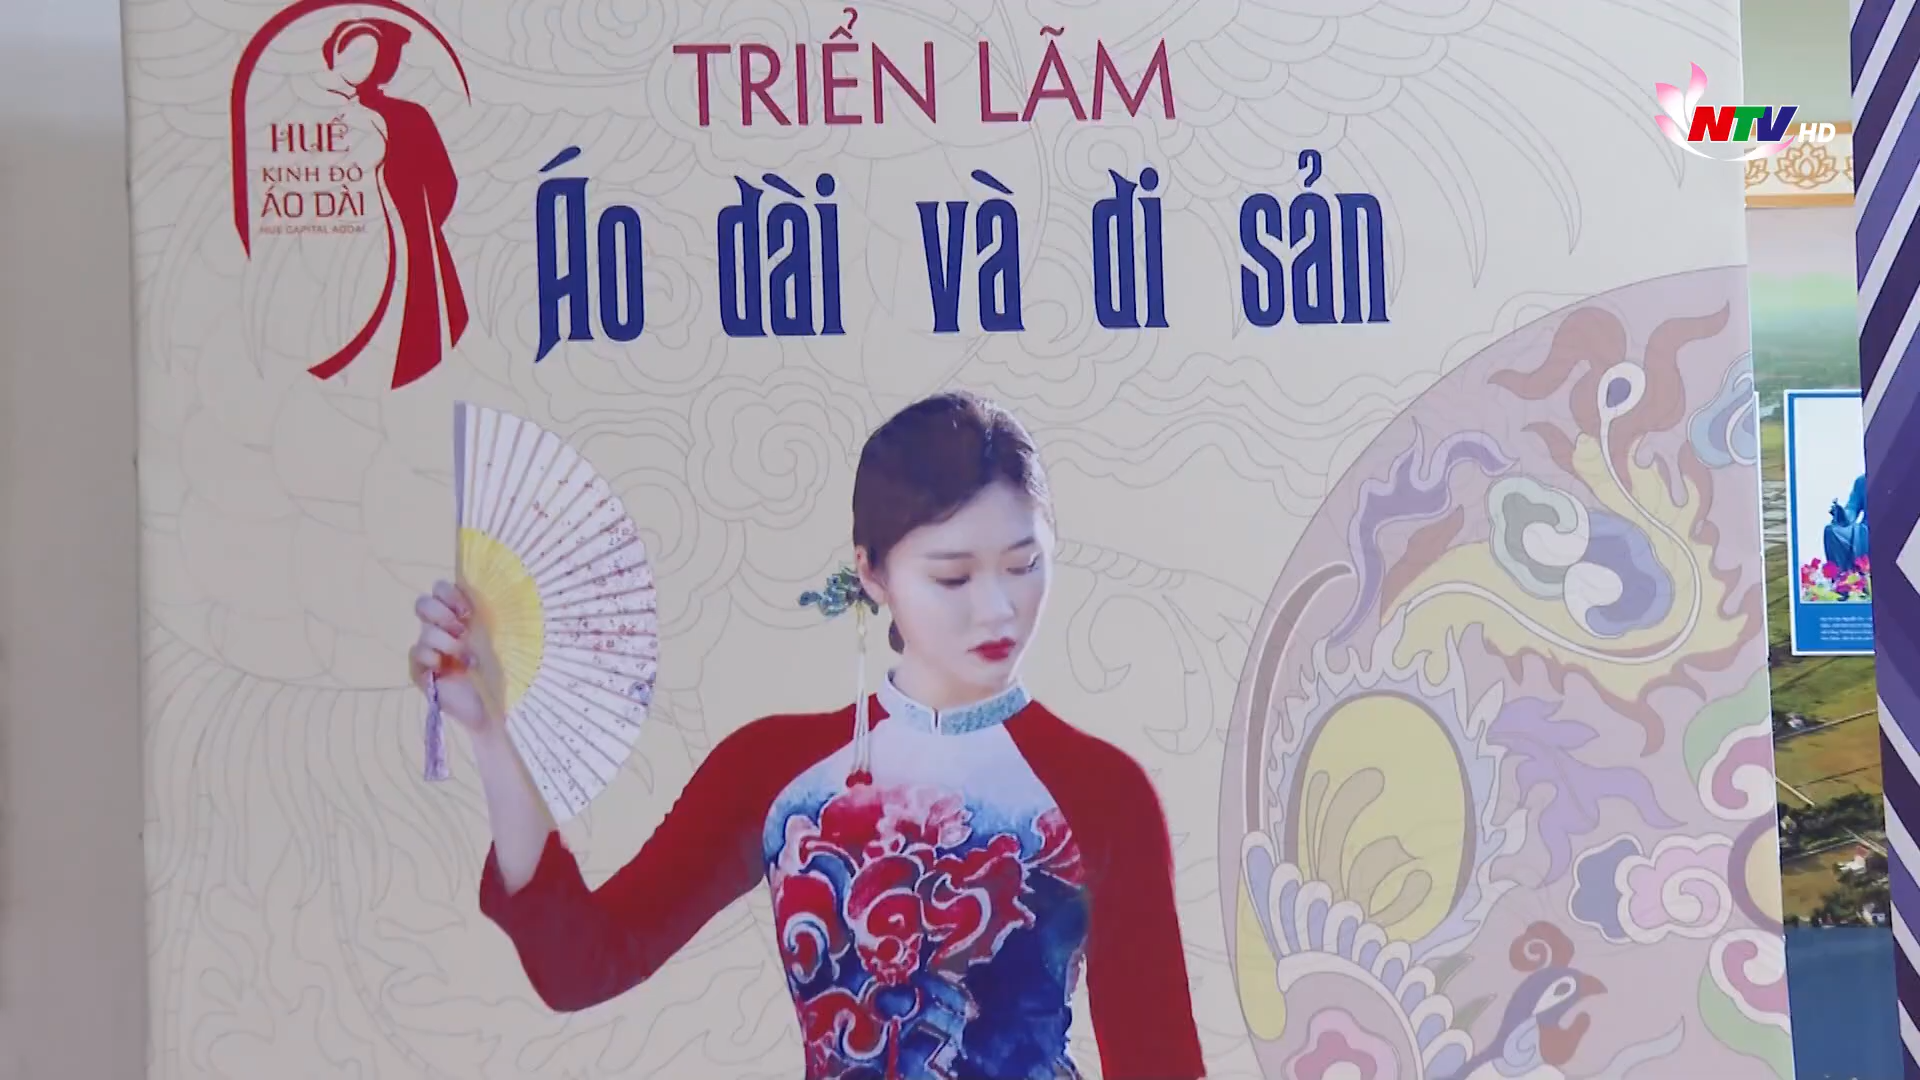 TRIỂN LÃM
Áo dài và di sản
HUẾ
KINH ĐÔ
ÁO DÀI
HUE CAPITAL AODAI
NTV HD